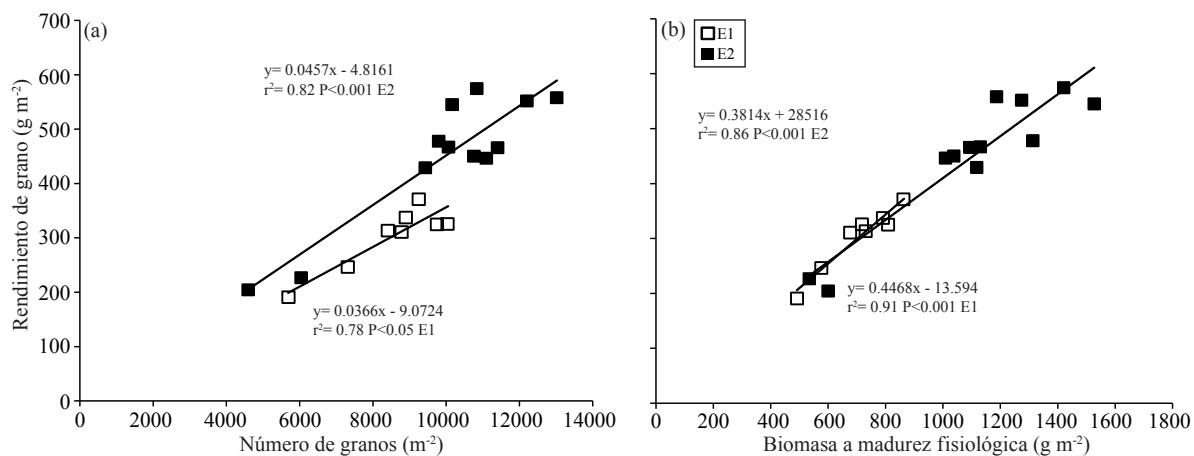 (a)
y= 0.0457x - 4.8161
r²= 0.82 P<0.001 E2
y= 0.0366x - 9.0724
r²= 0.78 P<0.05 E1
Rendimiento de grano (g m⁻²)
700
600
500
400
300
200
100
0
0 2000 4000 6000 8000 10000 12000 14000
Número de granos (m⁻²)
(b)
E1
E2
y= 0.3814x + 28516
r²= 0.86 P<0.001 E2
y= 0.4468x - 13.594
r²= 0.91 P<0.001 E1
0 200 400 600 800 1000 1200 1400 1600 1800
Biomasa a madurez fisiológica (g m⁻²)